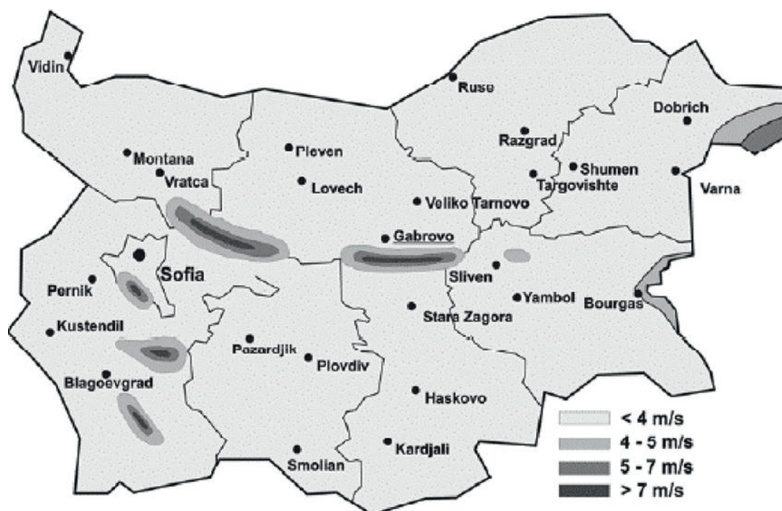 Vidin
Ruse
Dobrich
Montana
Pleven
Razgrad
Shumen
Vratca
Lovech
Targovishte
Varna
Veliko Tarnovo
Gabrovo
Sofia
Sliven
Pernik
Yambol
Bourgas
Stara Zagora
Kustendil
Pazardjik
Plovdiv
Blagoevgrad
Haskovo
Kardjali
Smolian
< 4 m/s
4 - 5 m/s
5 - 7 m/s
> 7 m/s